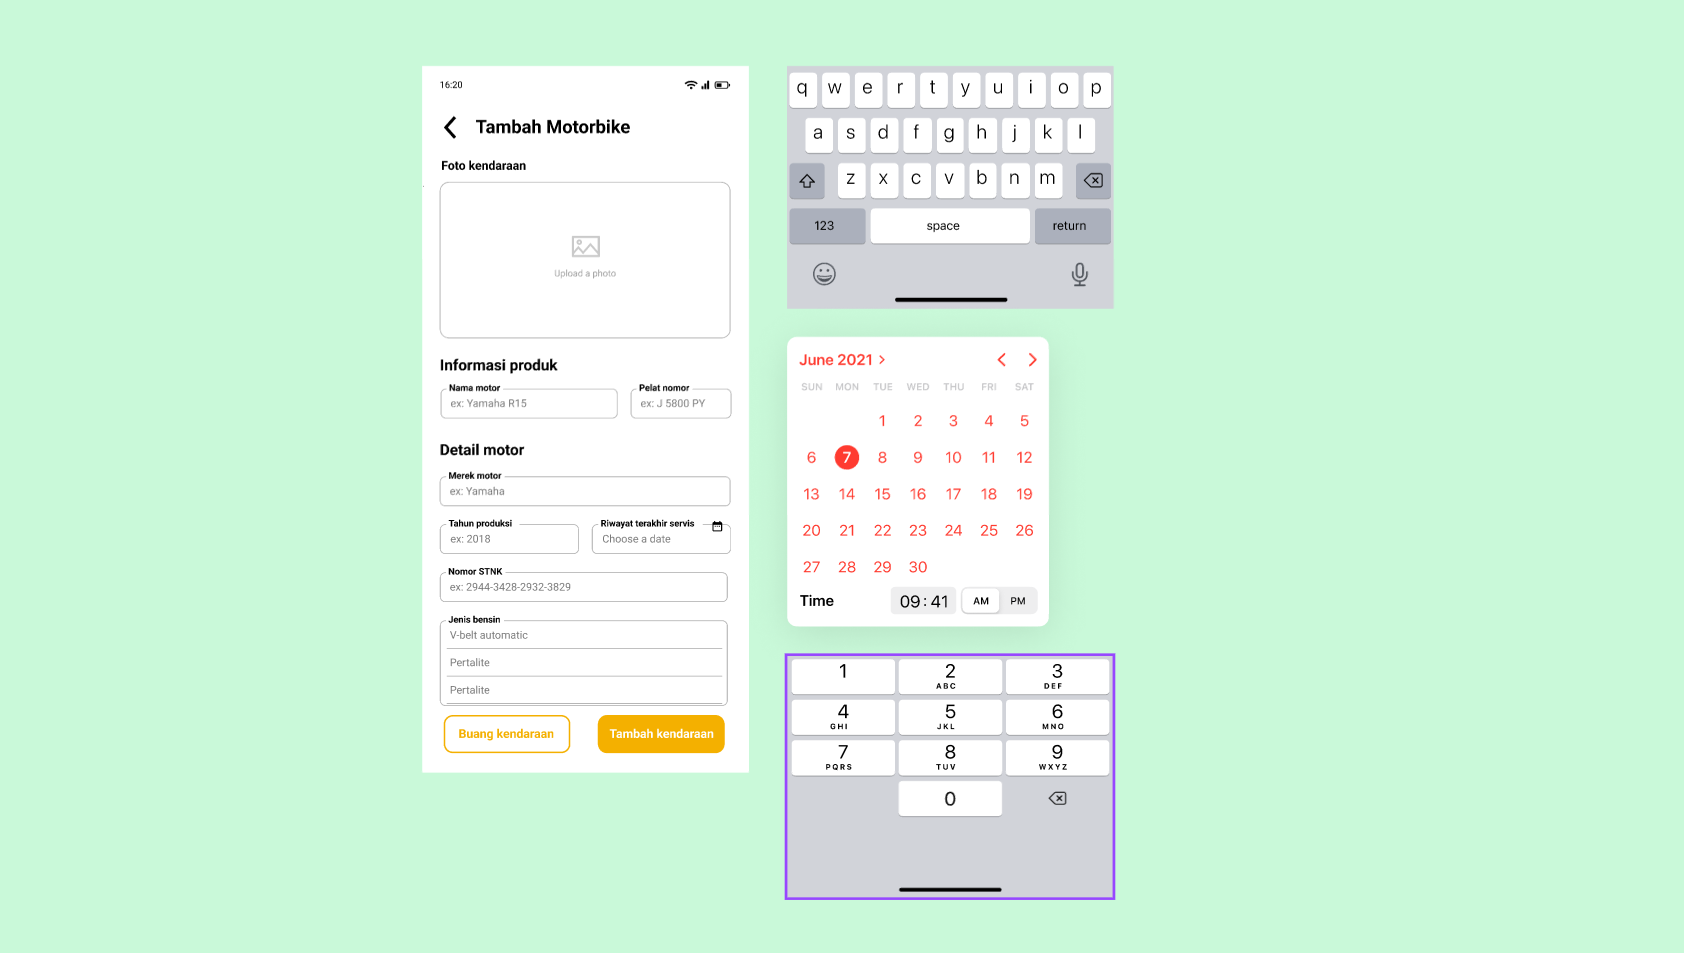 16:20
Tambah Motorbike
Foto kendaraan
Upload a photo
Informasi produk
Nama motor
ex: Yamaha R15
Pelat nomor
ex: J 5800 PY
Detail motor
Merek motor
ex: Yamaha
Tahun produksi
ex: 2018
Riwayat terakhir servis
Choose a date
Nomor STNK
ex: 2944-3428-2932-3829
Jenis bensin
V-belt automatic
Pertalite
Pertalite
Buang kendaraan
Tambah kendaraan
q w e r t y u i o p
a s d f g h j k l
z x c v b n m
123 space return
June 2021
SUN MON TUE WED THU FRI SAT
1 2 3 4 5
6 7 8 9 10 11 12
13 14 15 16 17 18 19
20 21 22 23 24 25 26
27 28 29 30
Time 09:41 AM PM
1 2 3
ABC DEF
4 5 6
GHI JKL MNO
7 8 9
PQRS TUV WXYZ
0